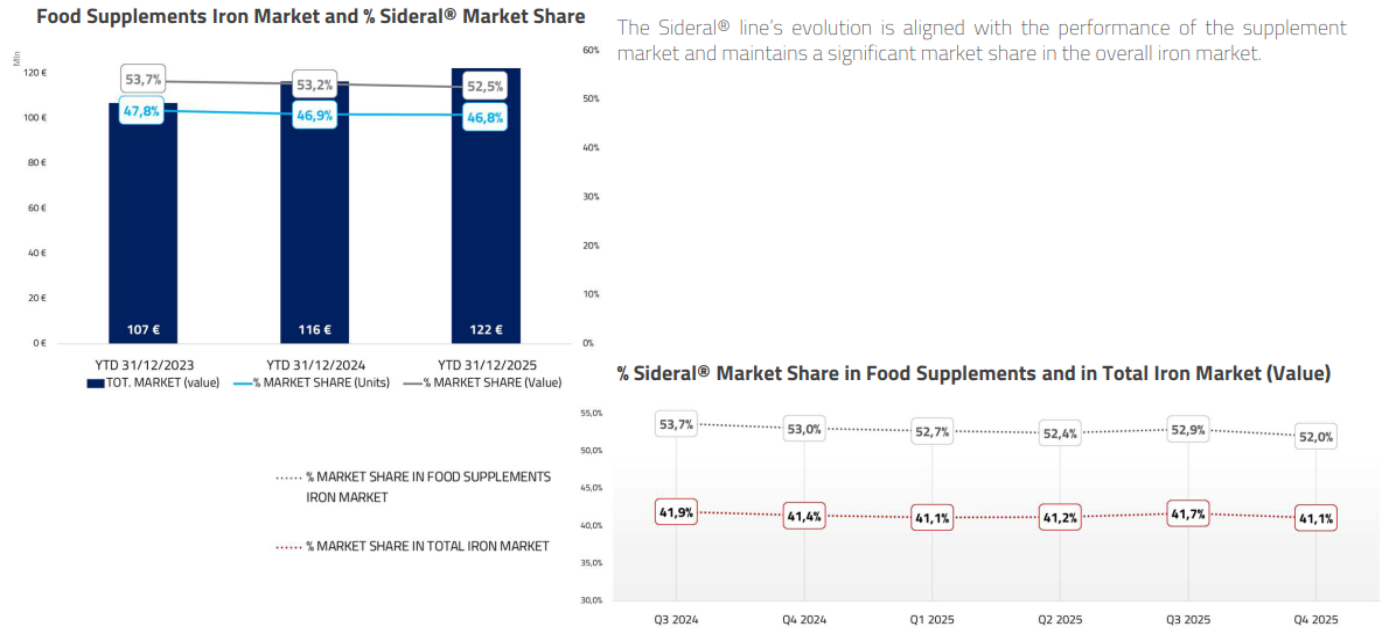 Food Supplements Iron Market and % Sideral® Market Share
Mln
120 €
100 €
80 €
60 €
40 €
20 €
0 €
60%
50%
40%
30%
20%
10%
0%
53,7%
53,2%
52,5%
47,8%
46,9%
46,8%
107 €
116 €
122 €
YTD 31/12/2023
YTD 31/12/2024
YTD 31/12/2025
TOT. MARKET (value)
% MARKET SHARE (Units)
% MARKET SHARE (Value)
The Sideral® line’s evolution is aligned with the performance of the supplement
market and maintains a significant market share in the overall iron market.
% MARKET SHARE IN FOOD SUPPLEMENTS
IRON MARKET
% MARKET SHARE IN TOTAL IRON MARKET
% Sideral® Market Share in Food Supplements and in Total Iron Market (Value)
55,0%
50,0%
45,0%
40,0%
35,0%
30,0%
53,7%
53,0%
52,7%
52,4%
52,9%
52,0%
41,9%
41,4%
41,1%
41,2%
41,7%
41,1%
Q3 2024
Q4 2024
Q1 2025
Q2 2025
Q3 2025
Q4 2025